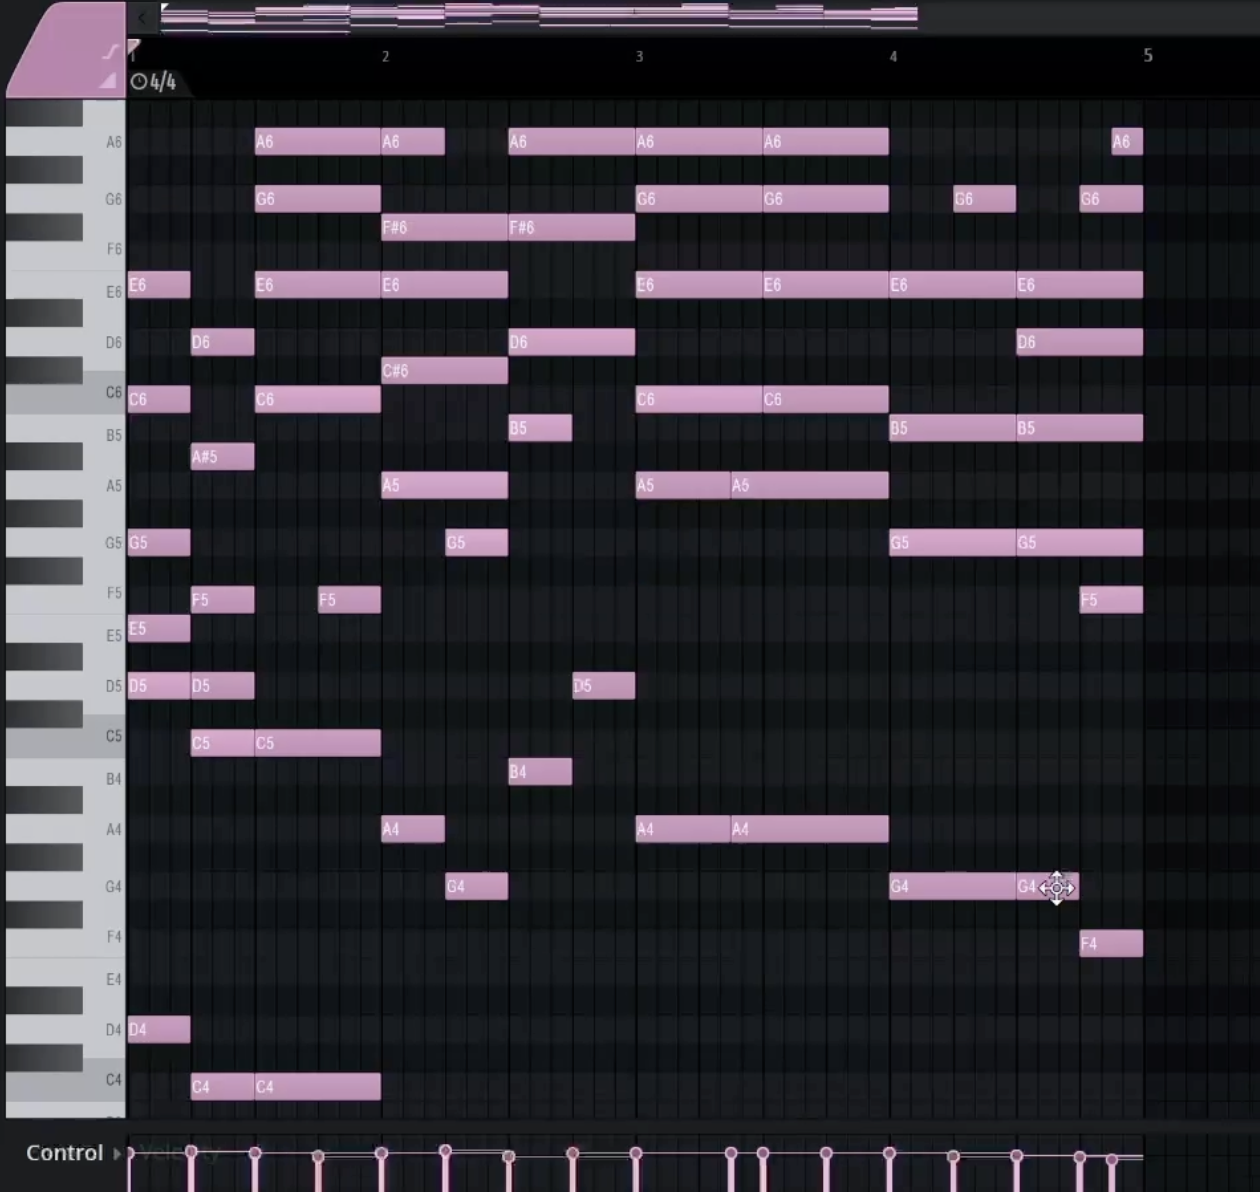 1 2 3 4 5
4/4
A6 A6 A6 A6 A6 A6 A6
G6 G6 G6 G6 G6 G6
F#6 F#6
F6
E6 E6 E6 E6 E6 E6 E6 E6
D6 D6 D6 D6
C#6
C6 C6 C6 C6 C6
B5 B5 B5 B5
A#5
A5 A5 A5 A5
G5 G5 G5 G5 G5
F5 F5 F5 F5
E5 E5
D5 D5 D5 D5
C5 C5 C5
B4 B4
A4 A4 A4 A4
G4 G4 G4 G4
F4 F4
E4
D4 D4
C4 C4 C4
Control Velocity